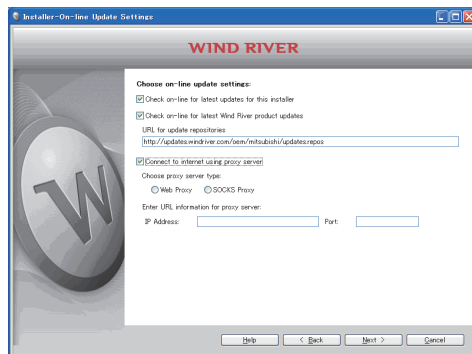 Installer-On-line Update Settings
WIND RIVER
Choose on-line update settings:
Check on-line for latest updates for this installer
Check on-line for latest Wind River product updates
URL for update repositories
http://updates.windriver.com/oem/mitsubishi/updates.repos
Connect to internet using proxy server
Choose proxy server type:
Web Proxy SOCKS Proxy
Enter URL information for proxy server:
IP Address: Port:
Help < Back Next > Cancel